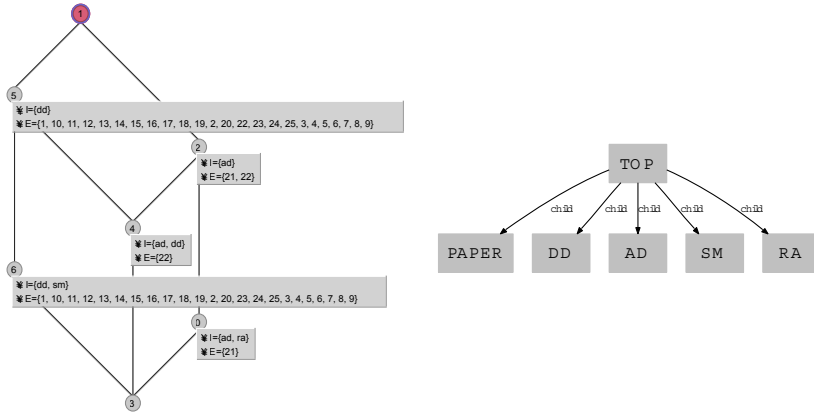 1
5
¥ I={dd}
¥ E={1, 10, 11, 12, 13, 14, 15, 16, 17, 18, 19, 2, 20, 22, 23, 24, 25, 3, 4, 5, 6, 7, 8, 9}
2
¥ I={ad}
¥ E={21, 22}
4
¥ I={ad, dd}
¥ E={22}
6
¥ I={dd, sm}
¥ E={1, 10, 11, 12, 13, 14, 15, 16, 17, 18, 19, 2, 20, 23, 24, 25, 3, 4, 5, 6, 7, 8, 9}
0
¥ I={ad, ra}
¥ E={21}
3
TOP
child child child child child
PAPER DD AD SM RA